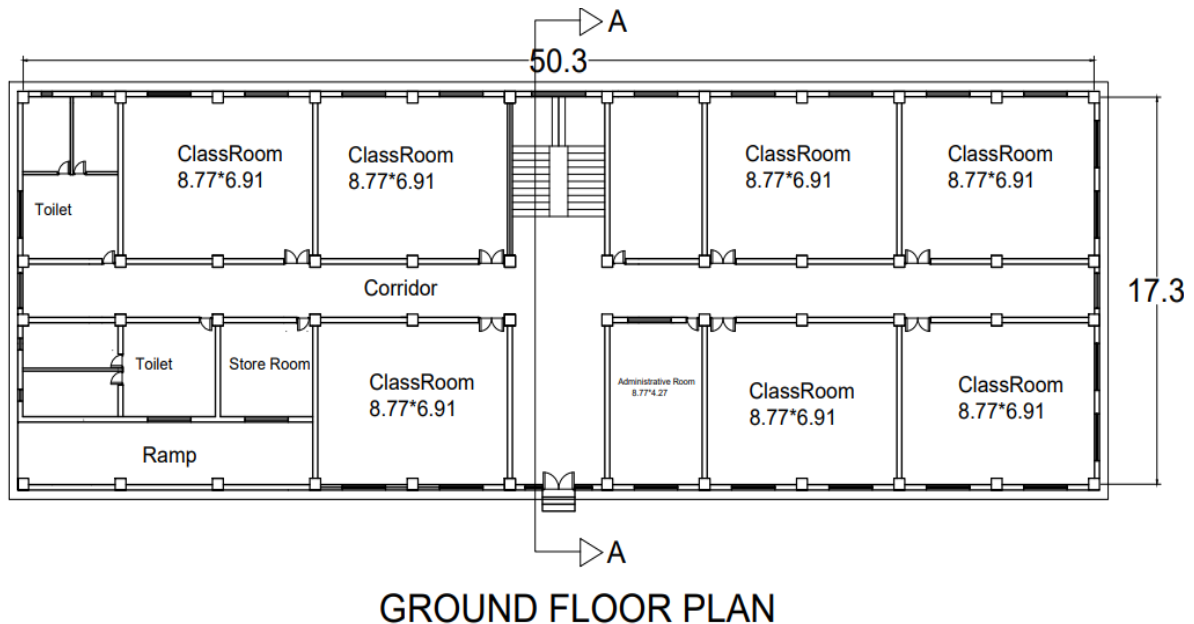 A
50.3
ClassRoom
8.77*6.91
ClassRoom
8.77*6.91
ClassRoom
8.77*6.91
ClassRoom
8.77*6.91
Toilet
Corridor
17.3
Toilet
Store Room
ClassRoom
8.77*6.91
Administrative Room
8.77*4.27
ClassRoom
8.77*6.91
ClassRoom
8.77*6.91
Ramp
A
GROUND FLOOR PLAN